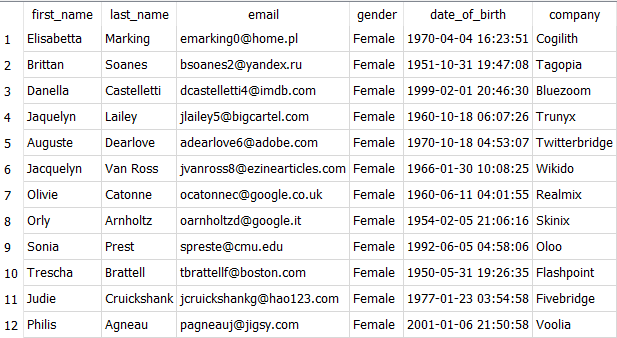 first_name last_name email gender date_of_birth company
1 Elisabetta Marking emarking0@home.pl Female 1970-04-04 16:23:51 Cogilith
2 Brittan Soanes bsoanes2@yandex.ru Female 1951-10-31 19:47:08 Tagopia
3 Danella Castelletti dcastelletti4@imdb.com Female 1999-02-01 20:46:30 Bluezoom
4 Jaquelyn Lailey jlailey5@bigcartel.com Female 1960-10-18 06:07:26 Trunyx
5 Auguste Dearlove adearlove6@adobe.com Female 1970-10-18 04:53:07 Twitterbridge
6 Jacquelyn Van Ross jvanross8@ezinearticles.com Female 1966-01-30 10:08:25 Wikido
7 Olivie Catonne ocatonnec@google.co.uk Female 1960-06-11 04:01:55 Realmix
8 Orly Arnholtz oarnholtzd@google.it Female 1954-02-05 21:06:16 Skinix
9 Sonia Prest spreste@cmu.edu Female 1992-06-05 04:58:06 Oloo
10 Trescha Brattell tbrattellf@boston.com Female 1950-05-31 19:26:35 Flashpoint
11 Judie Cruickshank jcruickshankg@hao123.com Female 1977-01-23 03:54:58 Fivebridge
12 Philis Agneau pagneauj@jigsy.com Female 2001-01-06 21:50:58 Voolia